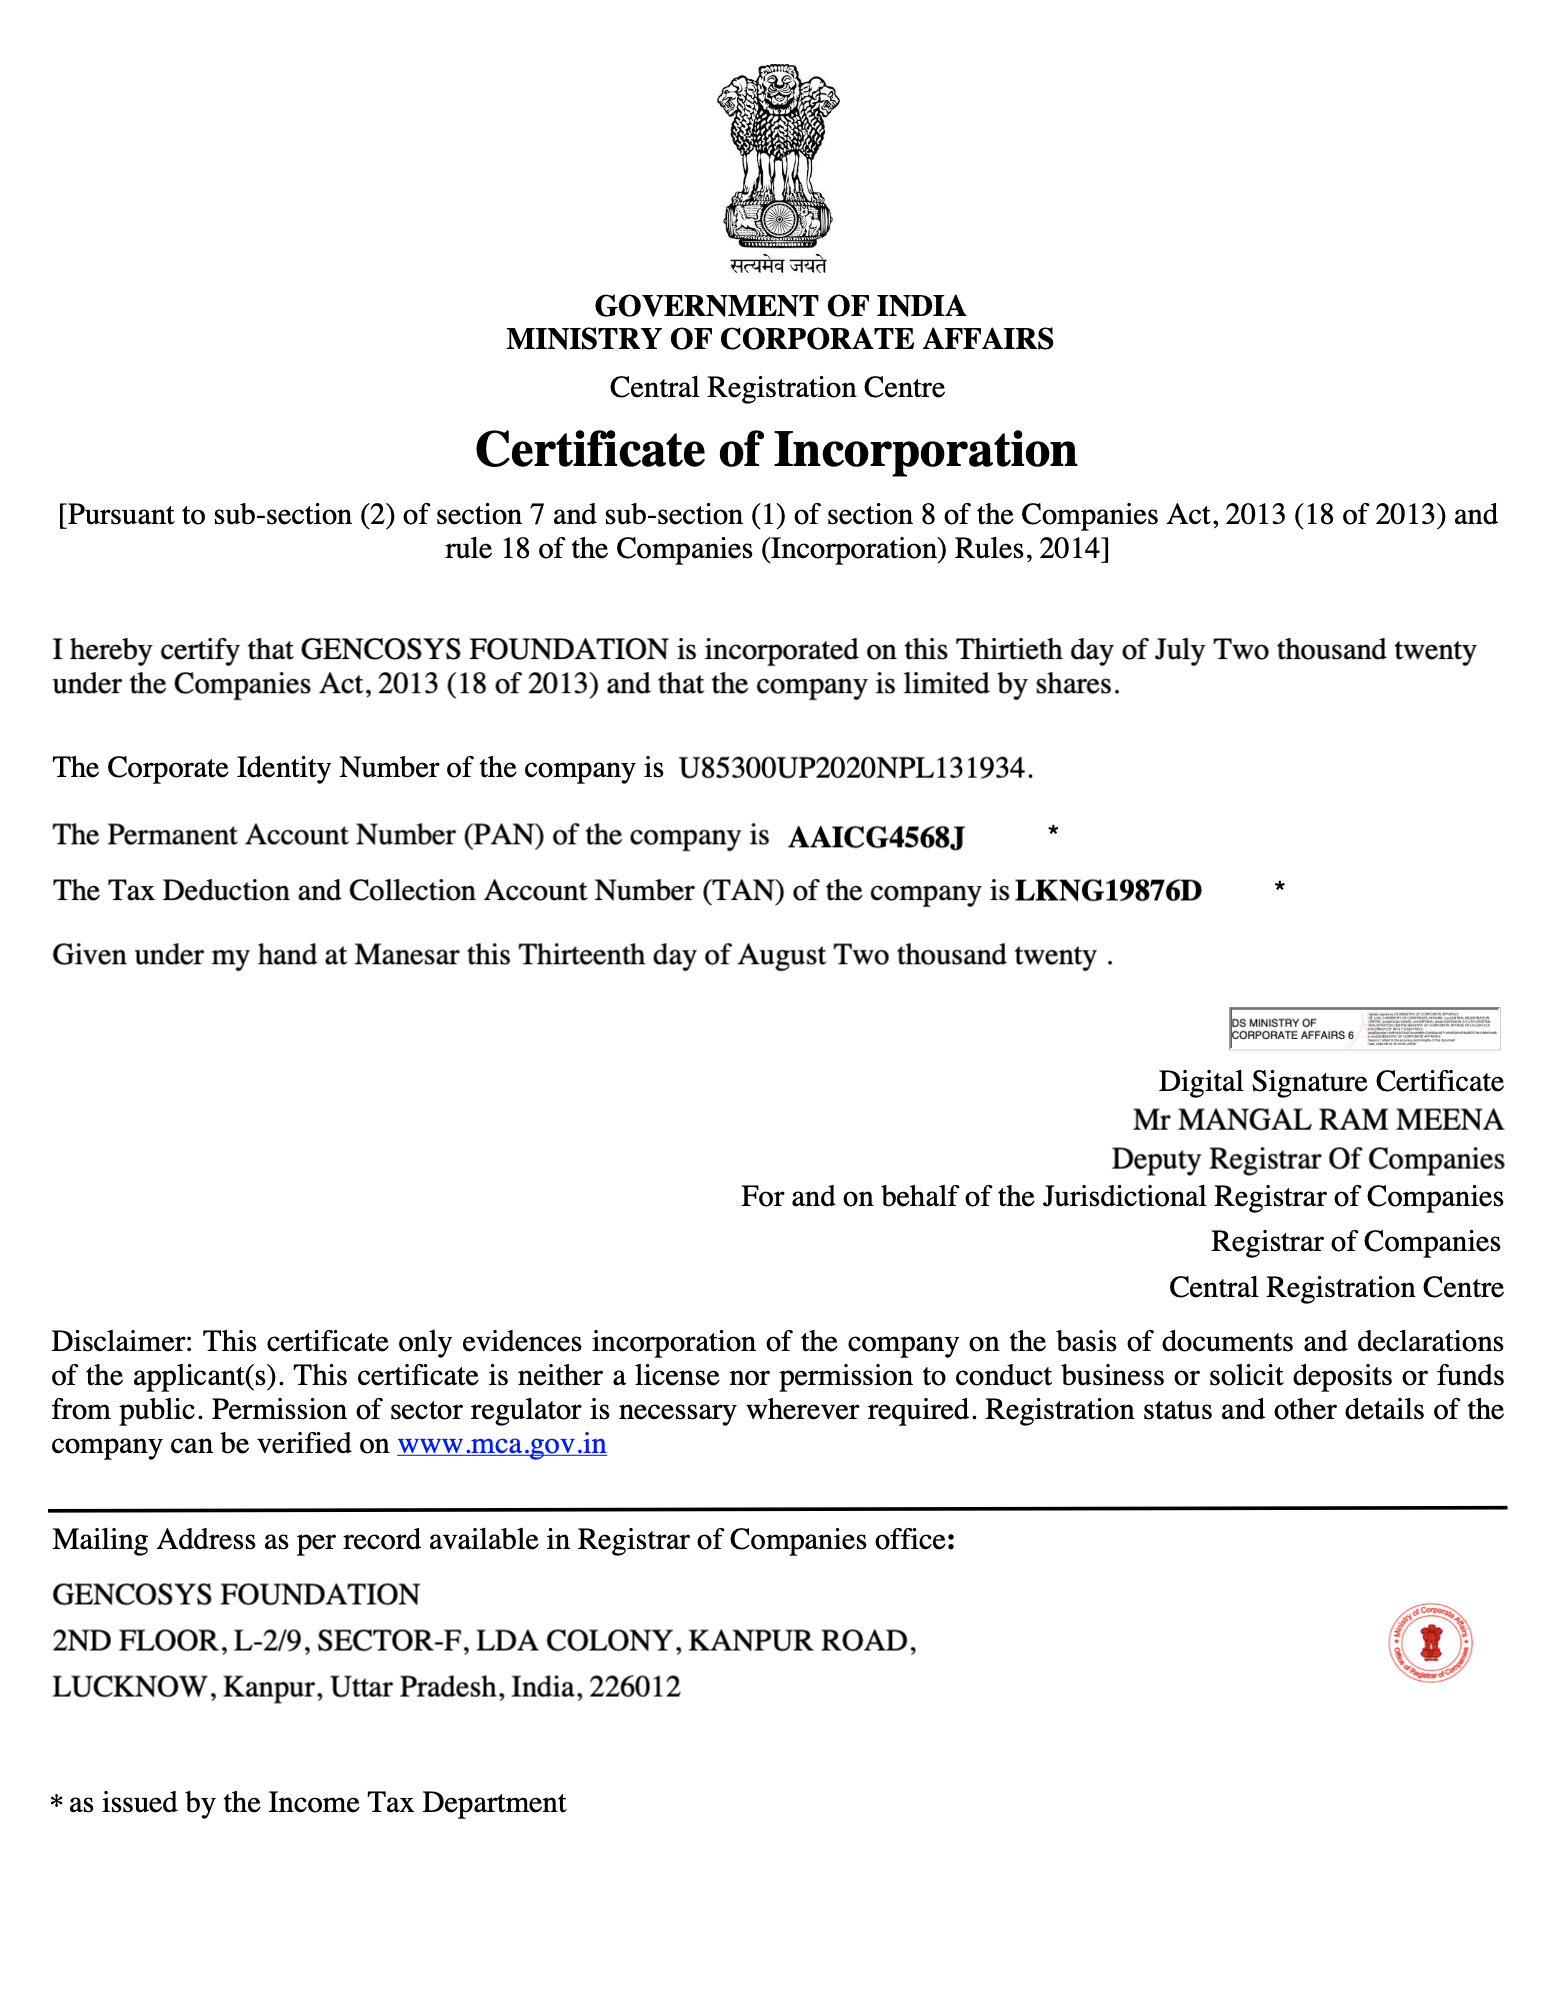 सत्यमेव जयते
GOVERNMENT OF INDIA
MINISTRY OF CORPORATE AFFAIRS
Central Registration Centre
Certificate of Incorporation
[Pursuant to sub-section (2) of section 7 and sub-section (1) of section 8 of the Companies Act, 2013 (18 of 2013) and
rule 18 of the Companies (Incorporation) Rules, 2014]
I hereby certify that GENCOSYS FOUNDATION is incorporated on this Thirtieth day of July Two thousand twenty
under the Companies Act, 2013 (18 of 2013) and that the company is limited by shares.
The Corporate Identity Number of the company is U85300UP2020NPL131934.
The Permanent Account Number (PAN) of the company is AAICG4568J *
The Tax Deduction and Collection Account Number (TAN) of the company is LKNG19876D *
Given under my hand at Manesar this Thirteenth day of August Two thousand twenty .
DS MINISTRY OF
CORPORATE AFFAIRS 6
Digital Signature Certificate
Mr MANGAL RAM MEENA
Deputy Registrar Of Companies
For and on behalf of the Jurisdictional Registrar of Companies
Registrar of Companies
Central Registration Centre
Disclaimer: This certificate only evidences incorporation of the company on the basis of documents and declarations
of the applicant(s). This certificate is neither a license nor permission to conduct business or solicit deposits or funds
from public. Permission of sector regulator is necessary wherever required. Registration status and other details of the
company can be verified on www.mca.gov.in
Mailing Address as per record available in Registrar of Companies office:
GENCOSYS FOUNDATION
2ND FLOOR, L-2/9, SECTOR-F, LDA COLONY, KANPUR ROAD,
LUCKNOW, Kanpur, Uttar Pradesh, India, 226012
* Ministry of Corporate Affairs *
Office of Registrar of Companies
* as issued by the Income Tax Department